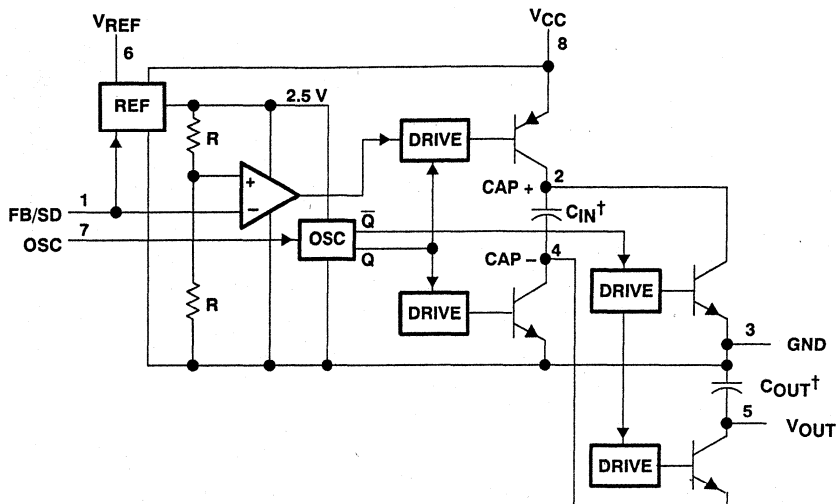 VREF
6
VCC
8
REF
2.5 V
R
DRIVE
+
−
2
CAP +
CIN†
1
FB/SD
Q̅
OSC
7
OSC
Q
CAP −
4
DRIVE
DRIVE
R
3
GND
COUT†
5
VOUT
DRIVE